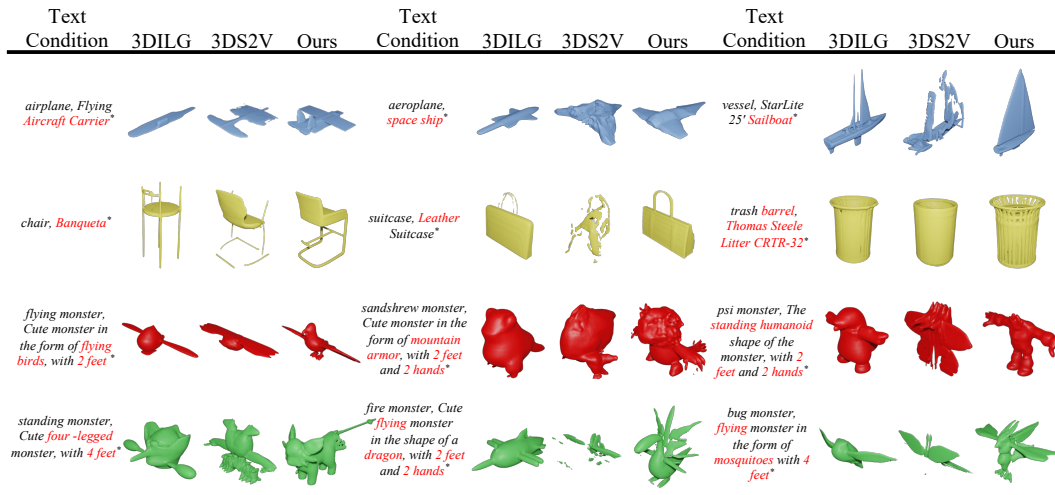 Text Condition 3DILG 3DS2V Ours Text Condition 3DILG 3DS2V Ours Text Condition 3DILG 3DS2V Ours
airplane, Flying
Aircraft Carrier*
aeroplane,
space ship*
vessel, StarLite
25' Sailboat*
chair, Banqueta*
suitcase, Leather
Suitcase*
trash barrel,
Thomas Steele
Litter CRTR-32*
flying monster,
Cute monster in
the form of flying
birds, with 2 feet*
sandshrew monster,
Cute monster in the
form of mountain
armor, with 2 feet
and 2 hands*
psi monster, The
standing humanoid
shape of the
monster, with 2
feet and 2 hands*
standing monster,
Cute four -legged
monster, with 4 feet*
fire monster, Cute
flying monster
in the shape of a
dragon, with 2 feet
and 2 hands*
bug monster,
flying monster in
the form of
mosquitoes with 4
feet*